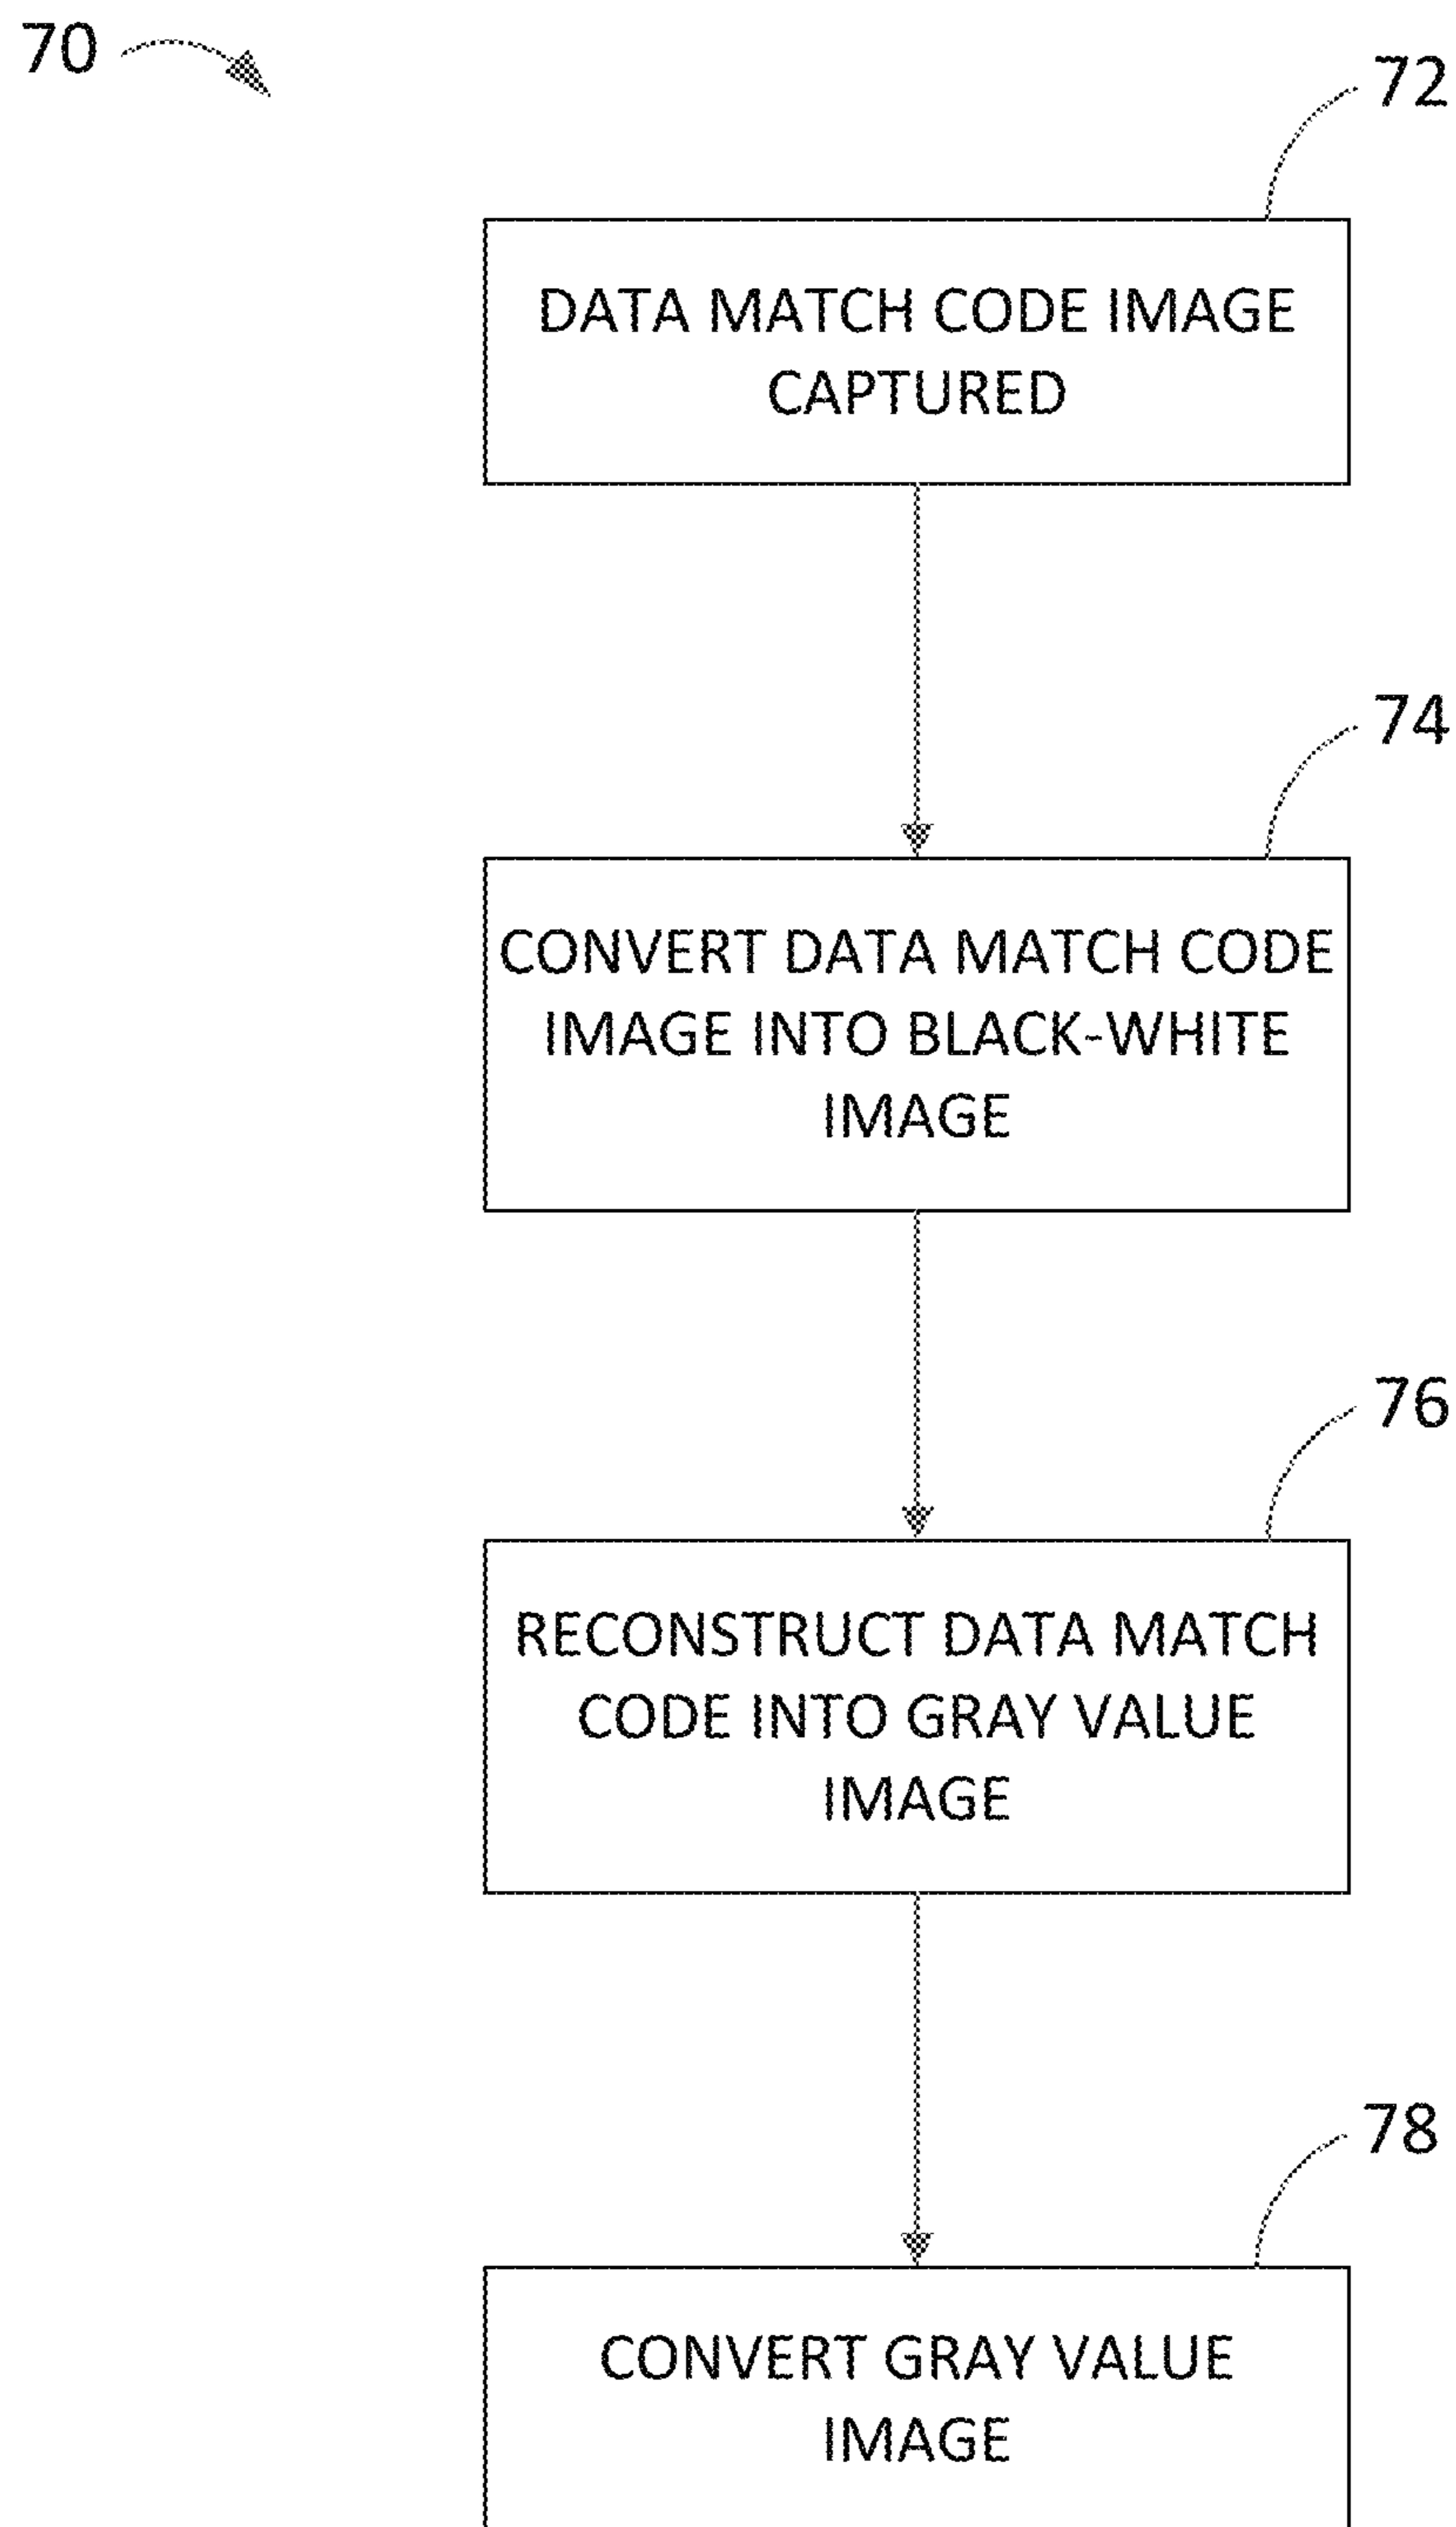 70
72
DATA MATCH CODE IMAGE
CAPTURED
74
CONVERT DATA MATCH CODE
IMAGE INTO BLACK-WHITE
IMAGE
76
RECONSTRUCT DATA MATCH
CODE INTO GRAY VALUE
IMAGE
78
CONVERT GRAY VALUE
IMAGE